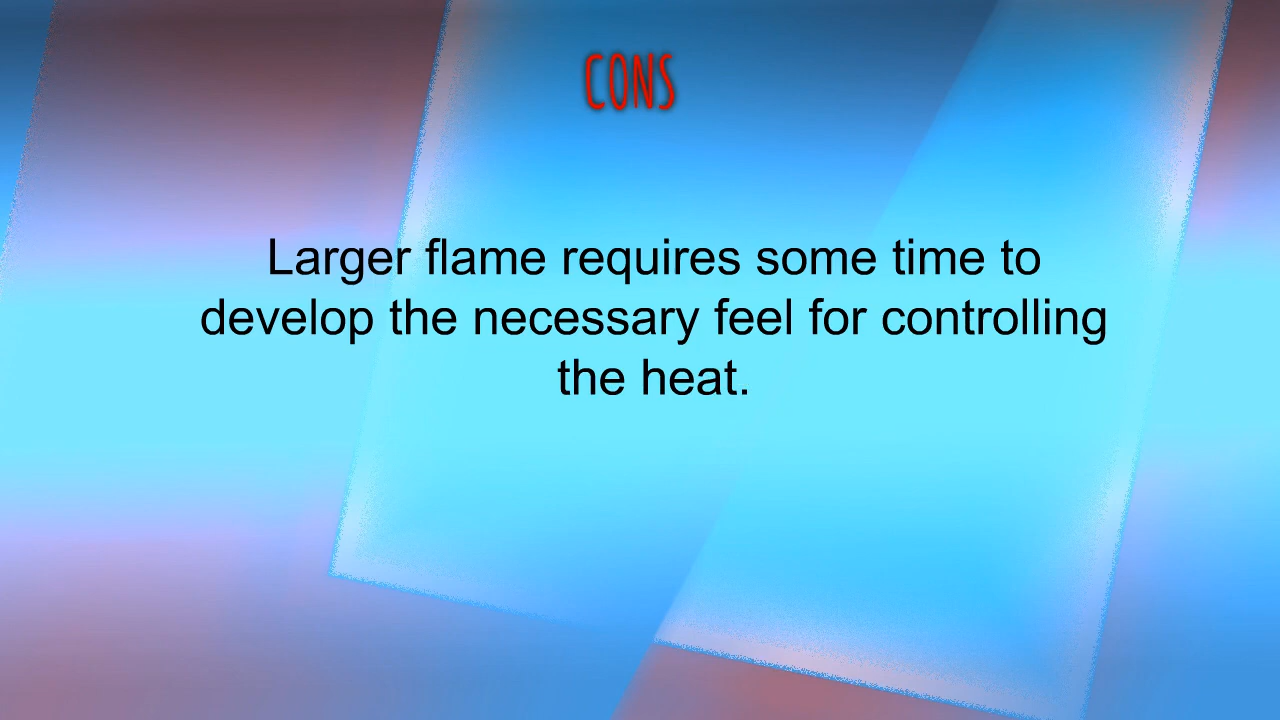 CONS
Larger flame requires some time to
develop the necessary feel for controlling
the heat.